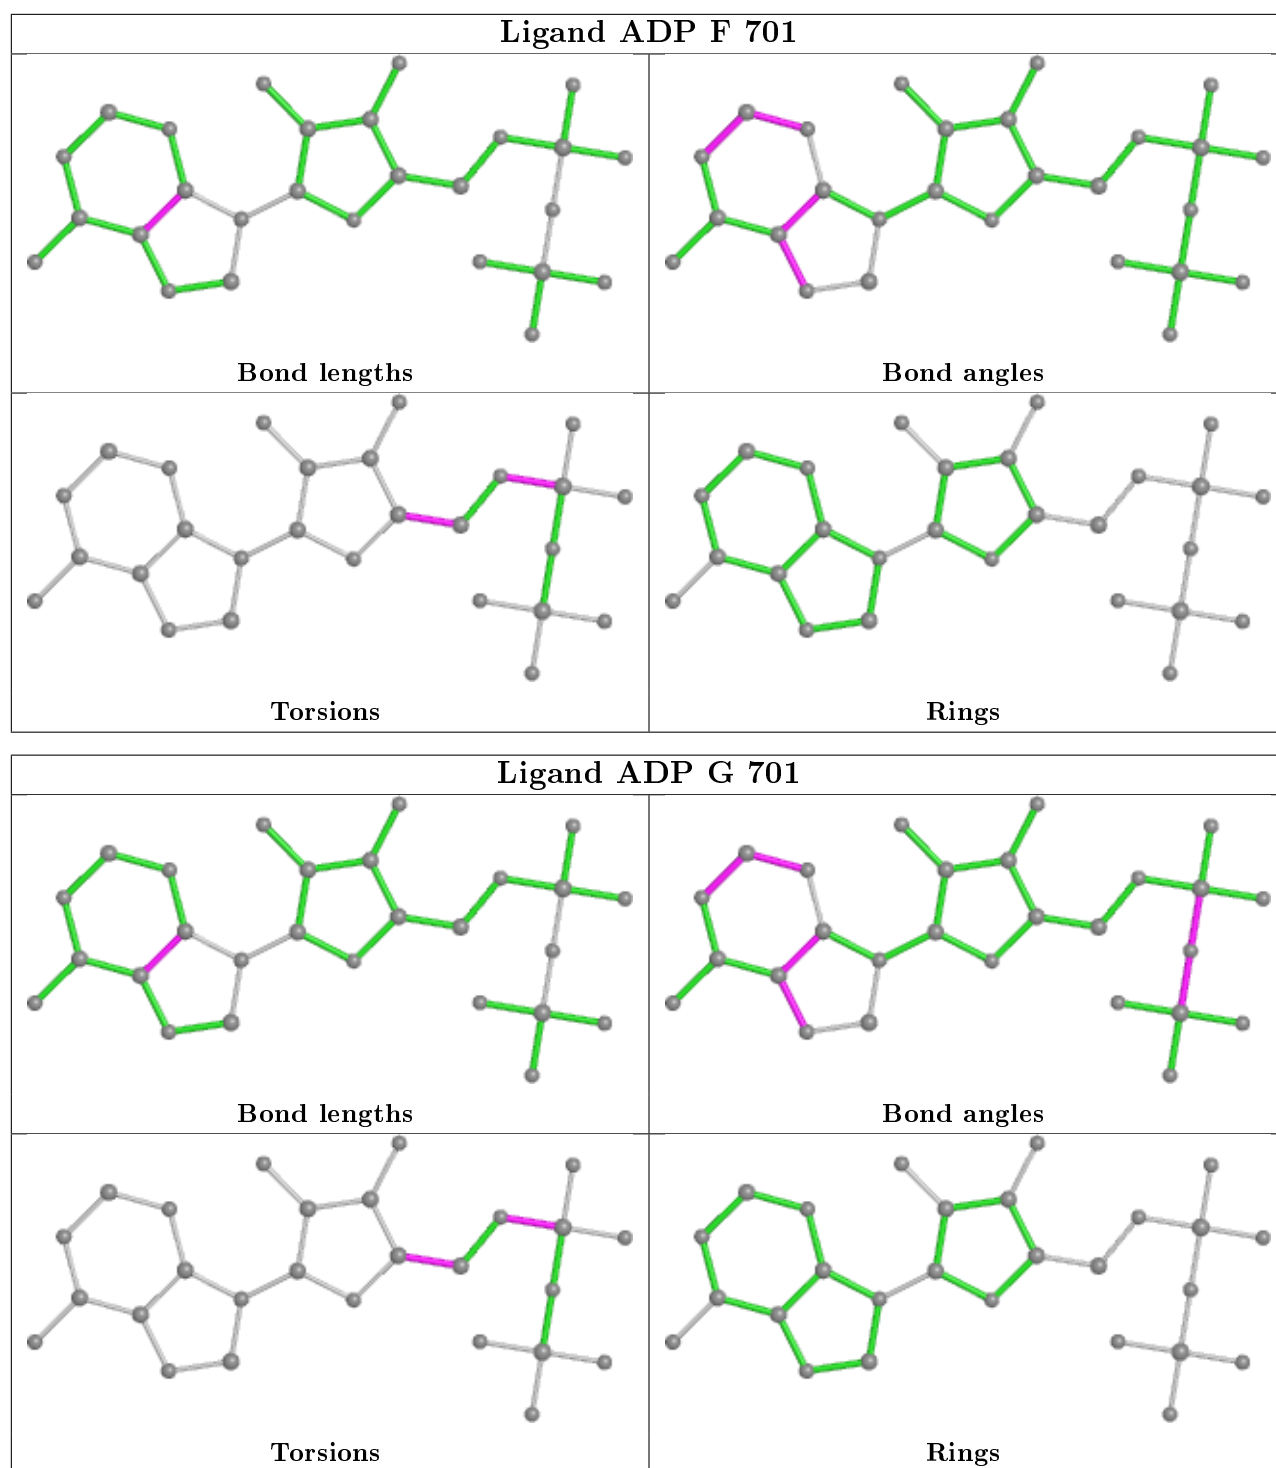 Ligand ADP F 701
Bond lengths
Bond angles
Torsions
Rings
Ligand ADP G 701
Bond lengths
Bond angles
Torsions
Rings